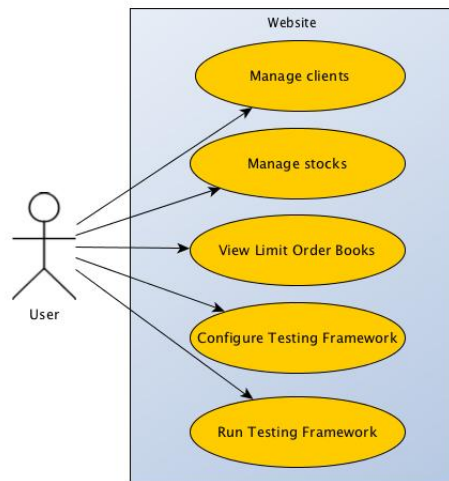 Website
Manage clients
Manage stocks
View Limit Order Books
User
Configure Testing Framework
Run Testing Framework